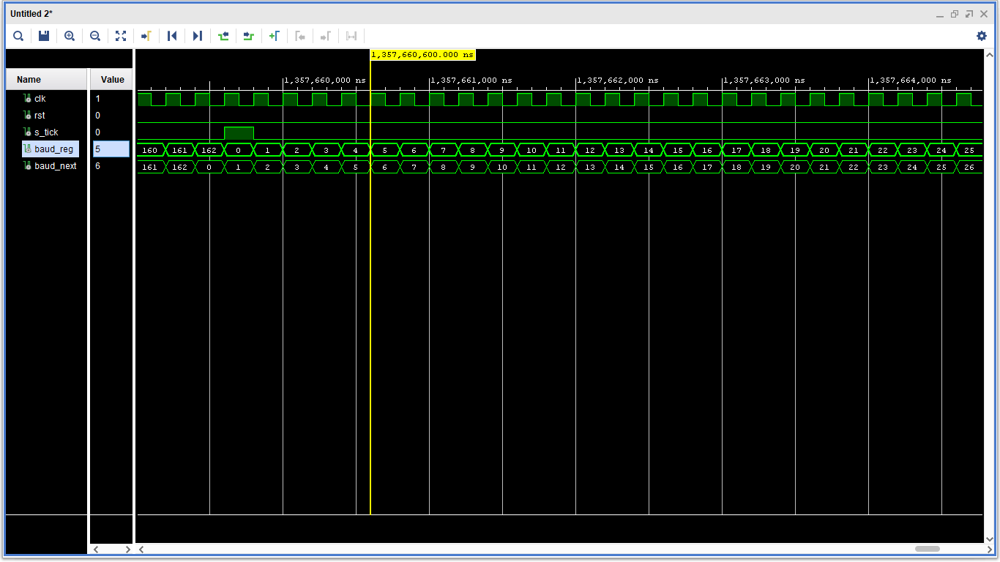 Untitled 2*
1,357,660,600.000 ns
Name Value
1,357,660,000 ns 1,357,661,000 ns 1,357,662,000 ns 1,357,663,000 ns 1,357,664,000 ns
clk 1
rst 0
s_tick 0
baud_reg 5 160 161 162 0 1 2 3 4 5 6 7 8 9 10 11 12 13 14 15 16 17 18 19 20 21 22 23 24 25
baud_next 6 161 162 0 1 2 3 4 5 6 7 8 9 10 11 12 13 14 15 16 17 18 19 20 21 22 23 24 25 26